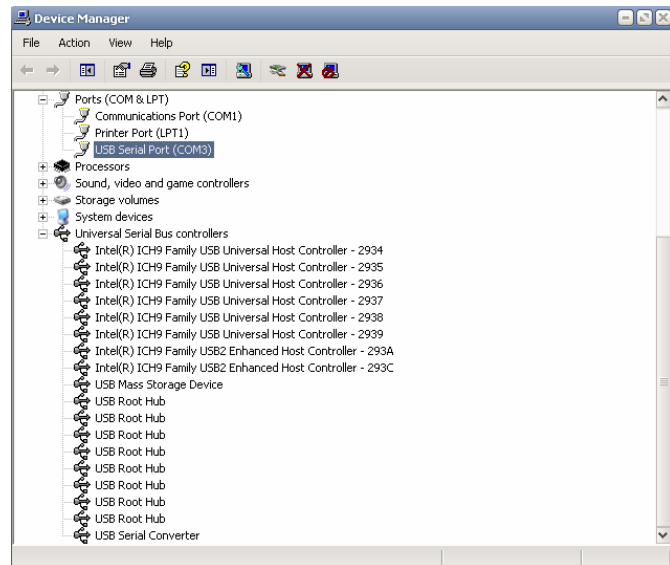 Device Manager
File Action View Help
Ports (COM & LPT)
Communications Port (COM1)
Printer Port (LPT1)
USB Serial Port (COM3)
Processors
Sound, video and game controllers
Storage volumes
System devices
Universal Serial Bus controllers
Intel(R) ICH9 Family USB Universal Host Controller - 2934
Intel(R) ICH9 Family USB Universal Host Controller - 2935
Intel(R) ICH9 Family USB Universal Host Controller - 2936
Intel(R) ICH9 Family USB Universal Host Controller - 2937
Intel(R) ICH9 Family USB Universal Host Controller - 2938
Intel(R) ICH9 Family USB Universal Host Controller - 2939
Intel(R) ICH9 Family USB2 Enhanced Host Controller - 293A
Intel(R) ICH9 Family USB2 Enhanced Host Controller - 293C
USB Mass Storage Device
USB Root Hub
USB Root Hub
USB Root Hub
USB Root Hub
USB Root Hub
USB Root Hub
USB Root Hub
USB Root Hub
USB Serial Converter